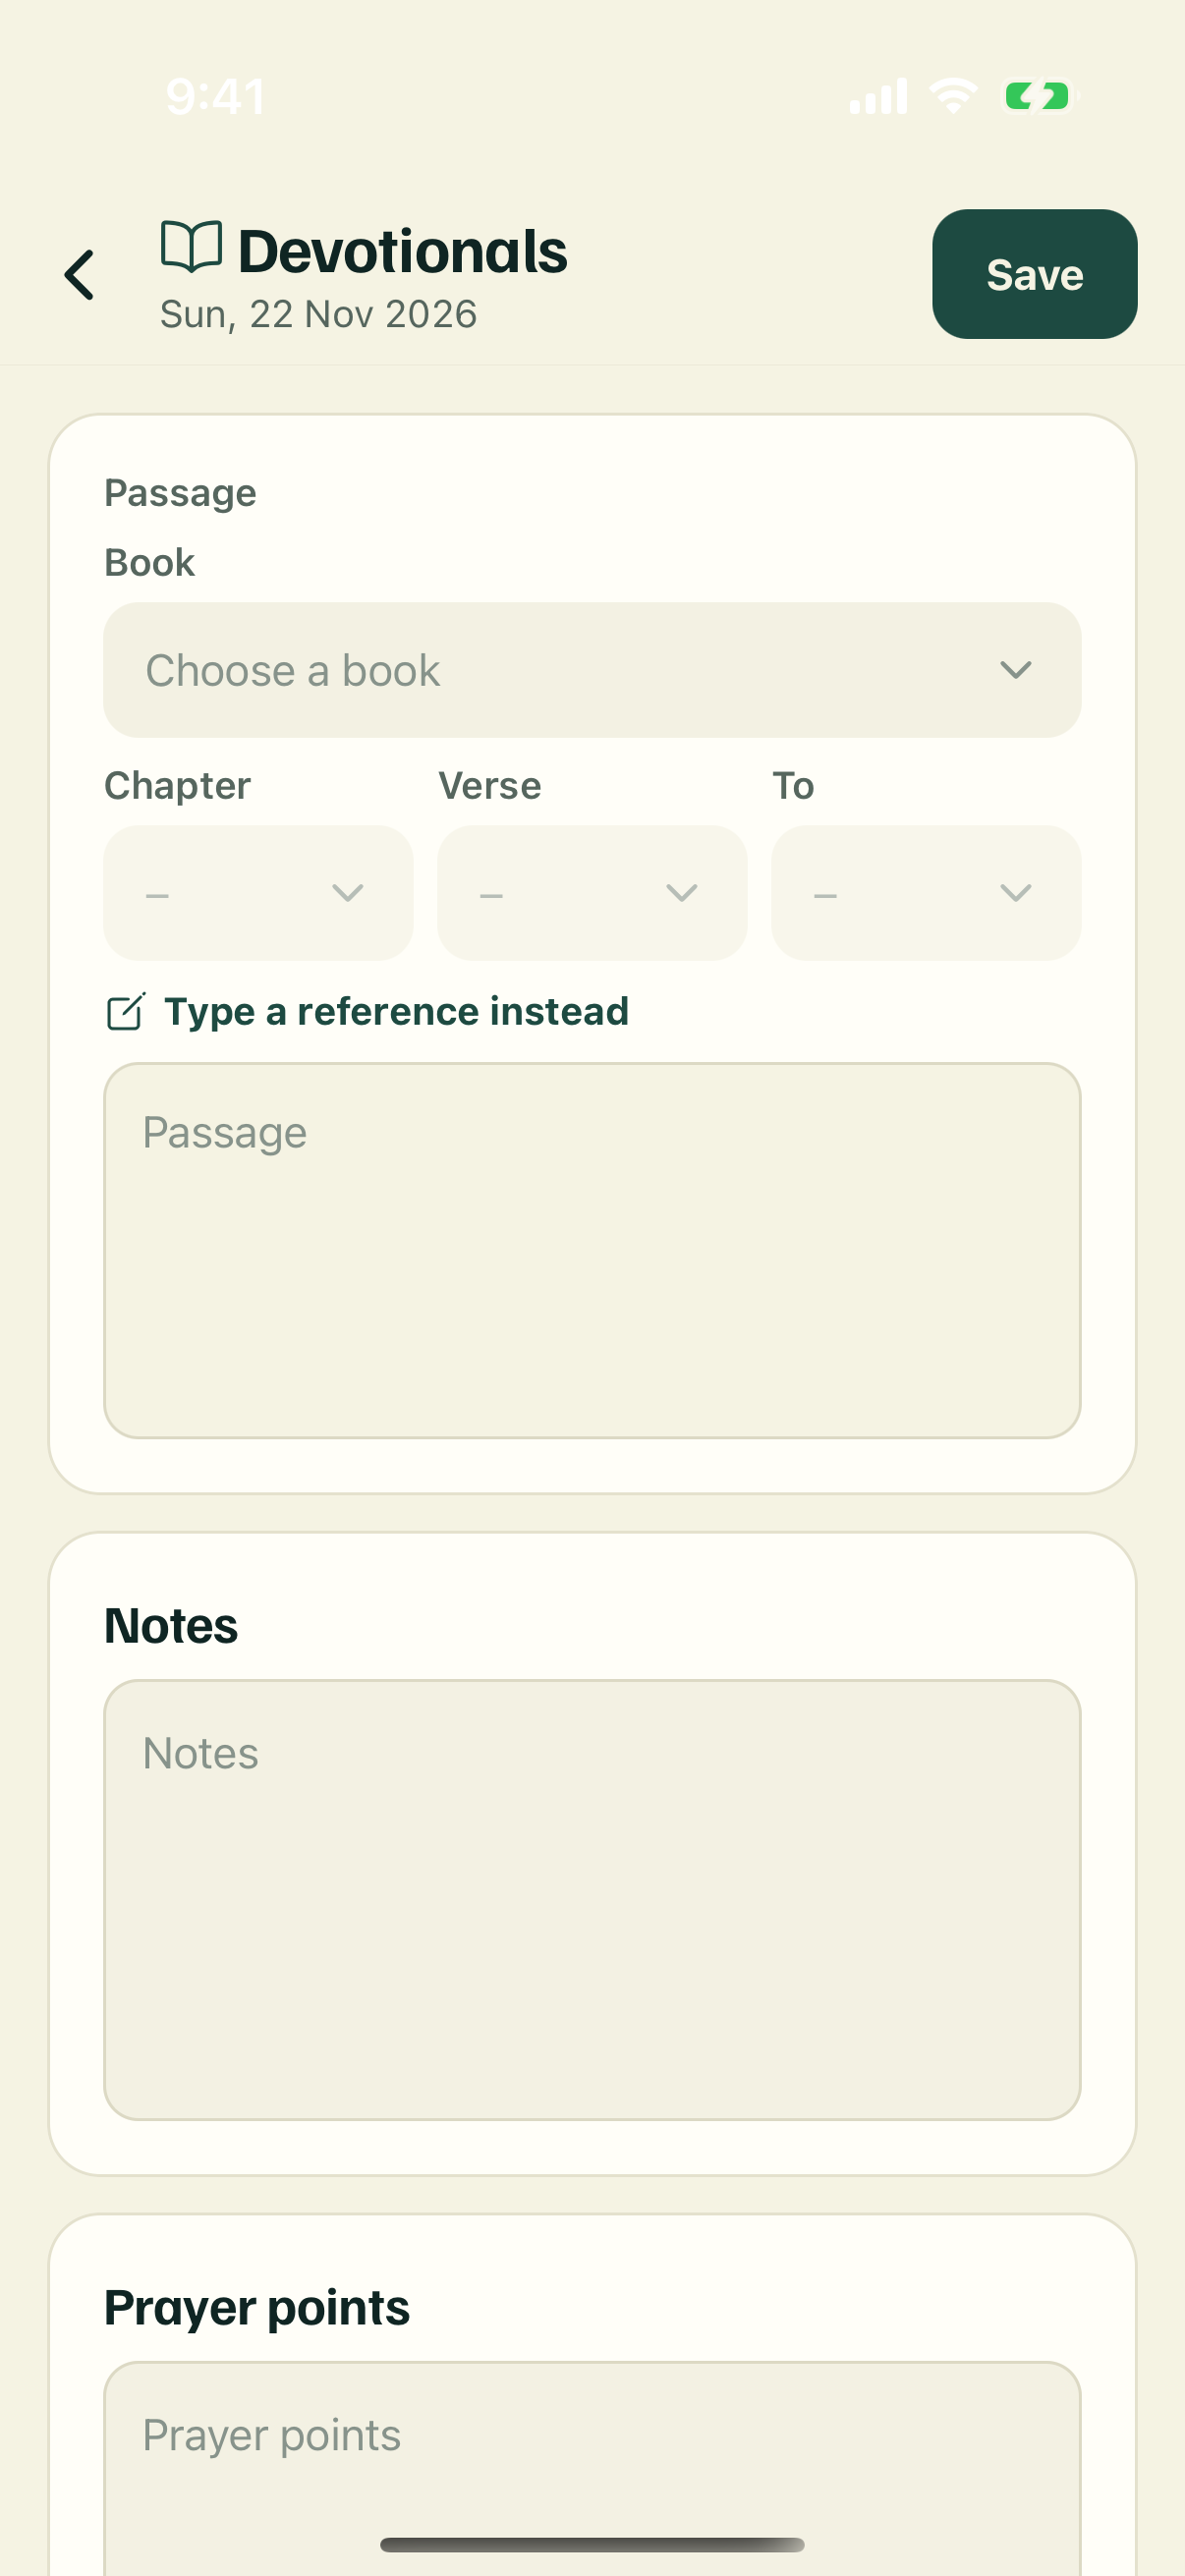 9:41
Devotionals
Sun, 22 Nov 2026
Save
Passage
Book
Choose a book
Chapter Verse To
– – –
Type a reference instead
Passage
Notes
Notes
Prayer points
Prayer points